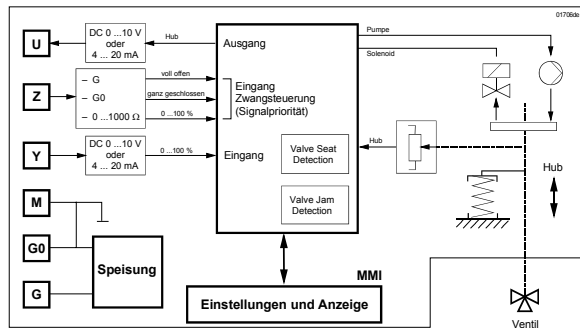 01706de
U
DC 0 ...10 V
oder
4 ... 20 mA
Hub
Ausgang
Pumpe
Solenoid
Z
– G
– G0
– 0...1000 Ω
voll offen
ganz geschlossen
0 ...100 %
Eingang
Zwangsteuerung
(Signalpriorität)
Y
DC 0 ...10 V
oder
4 ... 20 mA
0 ...100 %
Eingang
Valve Seat
Detection
Hub
Valve Jam
Detection
Hub
M
G0
G
Speisung
MMI
Einstellungen und Anzeige
Ventil